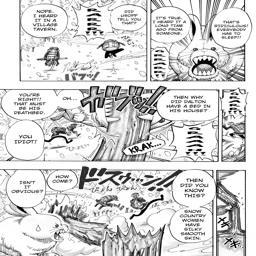 THAT'S
RIDICULOUS!
EVERYBODY
HAS TO
SLEEP!!
IT'S TRUE.
I HEARD IT A
LONG TIME
AGO FROM
SOMEONE.
DID
USOPP
TELL YOU
THAT?
NOPE.
I HEARD
IT IN A
VILLAGE
TAVERN.
THEN WHY
DID DALTON
HAVE A BED IN
HIS HOUSE?
OH...
YOU'RE
RIGHT!!
THAT MUST
BE HIS
DEATHBED.
YOU
IDIOT!!
KRAK...
THEN
DID YOU
KNOW
THIS?
SNOW
COUNTRY
WOMEN
HAVE
SILKY
SMOOTH
SKIN.
HOW
COME?
ISN'T
IT
OBVIOUS?